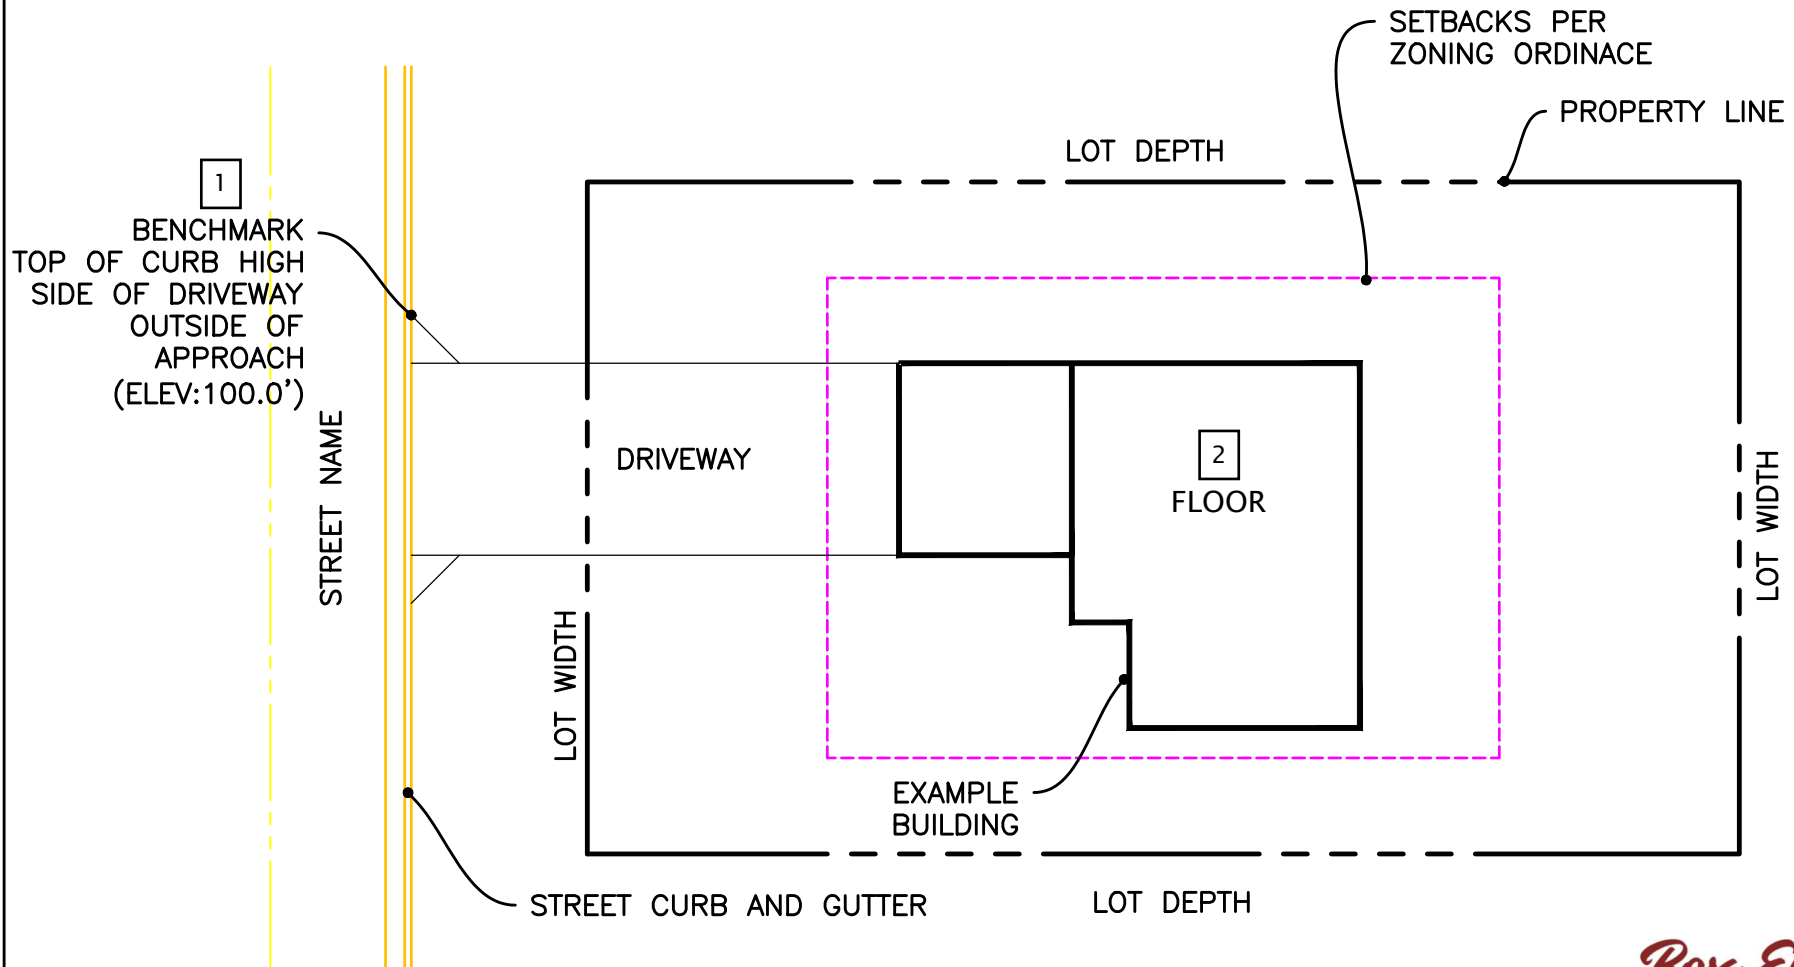 SETBACKS PER
ZONING ORDINACE
PROPERTY LINE
LOT DEPTH
1
BENCHMARK
TOP OF CURB HIGH
SIDE OF DRIVEWAY
OUTSIDE OF
APPROACH
(ELEV:100.0')
STREET NAME
DRIVEWAY
2
FLOOR
LOT WIDTH
LOT WIDTH
EXAMPLE
BUILDING
STREET CURB AND GUTTER
LOT DEPTH